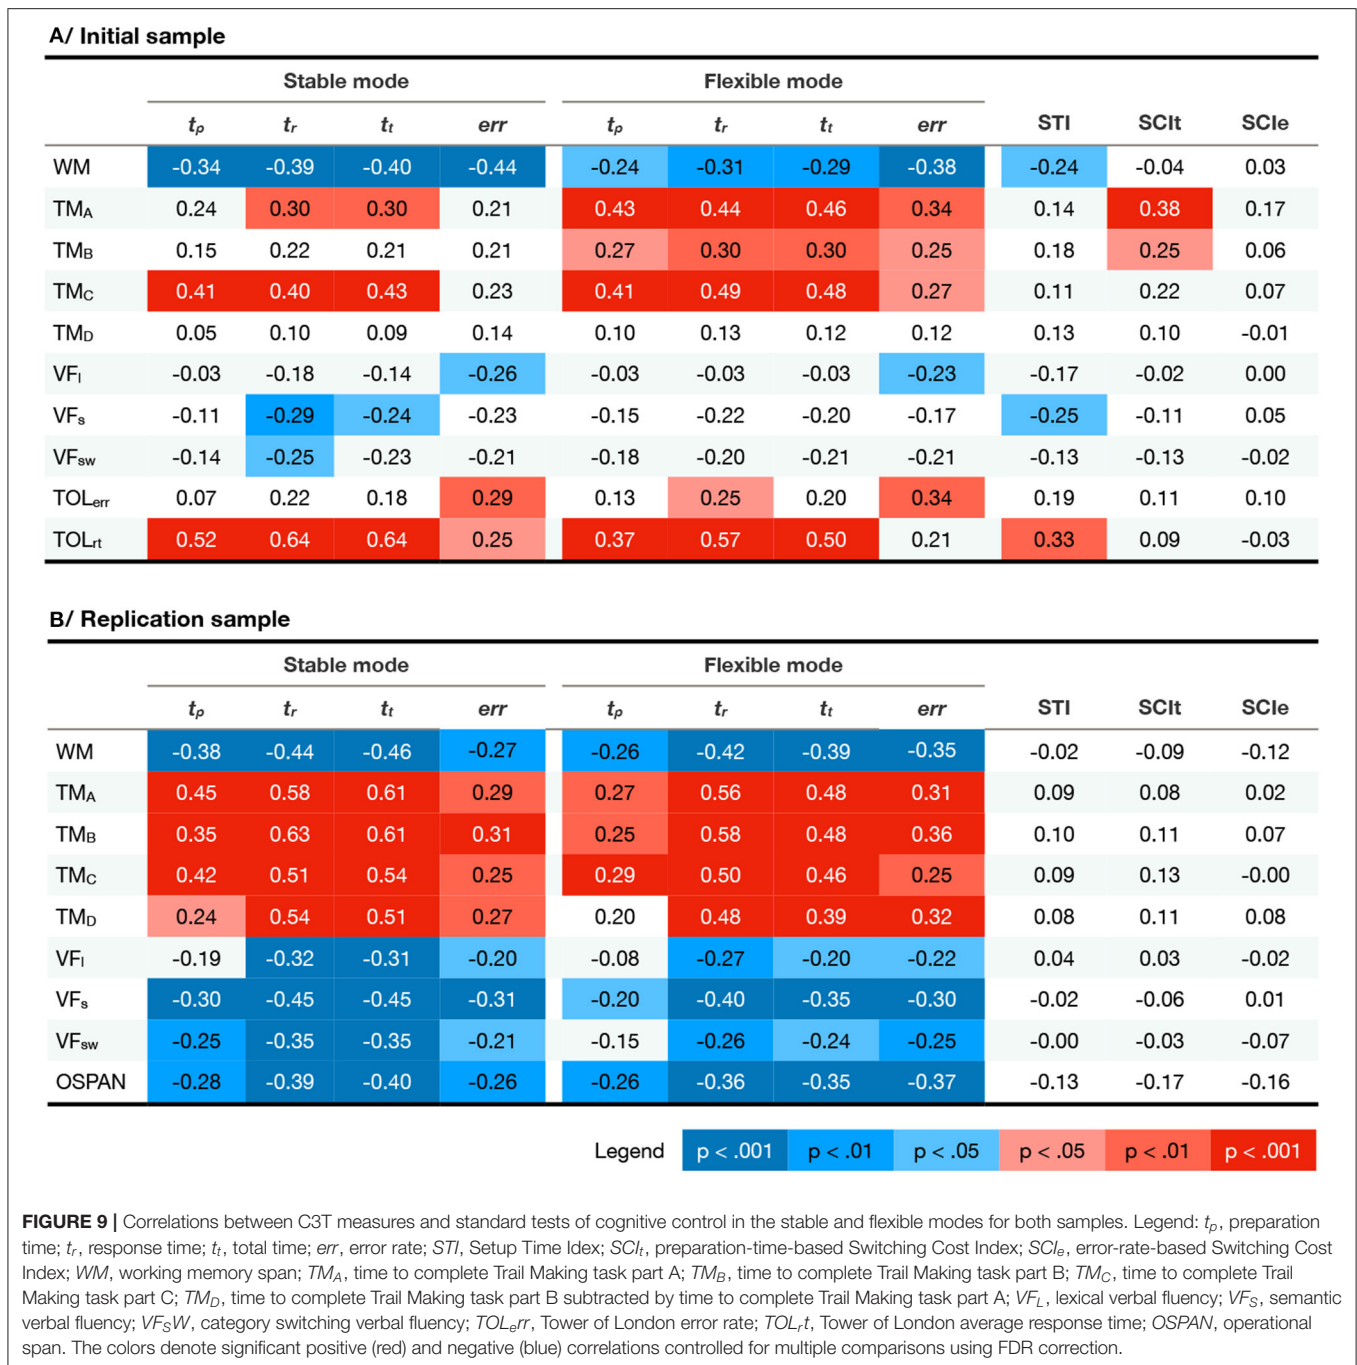 A/ Initial sample
Stable mode Flexible mode
tp tr tt err tp tr tt err STI SCIt SCIe
WM -0.34 -0.39 -0.40 -0.44 -0.24 -0.31 -0.29 -0.38 -0.24 -0.04 0.03
TMA 0.24 0.30 0.30 0.21 0.43 0.44 0.46 0.34 0.14 0.38 0.17
TMB 0.15 0.22 0.21 0.21 0.27 0.30 0.30 0.25 0.18 0.25 0.06
TMC 0.41 0.40 0.43 0.23 0.41 0.49 0.48 0.27 0.11 0.22 0.07
TMD 0.05 0.10 0.09 0.14 0.10 0.13 0.12 0.12 0.13 0.10 -0.01
VFl -0.03 -0.18 -0.14 -0.26 -0.03 -0.03 -0.03 -0.23 -0.17 -0.02 0.00
VFs -0.11 -0.29 -0.24 -0.23 -0.15 -0.22 -0.20 -0.17 -0.25 -0.11 0.05
VFsw -0.14 -0.25 -0.23 -0.21 -0.18 -0.20 -0.21 -0.21 -0.13 -0.13 -0.02
TOLerr 0.07 0.22 0.18 0.29 0.13 0.25 0.20 0.34 0.19 0.11 0.10
TOLrt 0.52 0.64 0.64 0.25 0.37 0.57 0.50 0.21 0.33 0.09 -0.03
B/ Replication sample
Stable mode Flexible mode
tp tr tt err tp tr tt err STI SCIt SCIe
WM -0.38 -0.44 -0.46 -0.27 -0.26 -0.42 -0.39 -0.35 -0.02 -0.09 -0.12
TMA 0.45 0.58 0.61 0.29 0.27 0.56 0.48 0.31 0.09 0.08 0.02
TMB 0.35 0.63 0.61 0.31 0.25 0.58 0.48 0.36 0.10 0.11 0.07
TMC 0.42 0.51 0.54 0.25 0.29 0.50 0.46 0.25 0.09 0.13 -0.00
TMD 0.24 0.54 0.51 0.27 0.20 0.48 0.39 0.32 0.08 0.11 0.08
VFl -0.19 -0.32 -0.31 -0.20 -0.08 -0.27 -0.20 -0.22 0.04 0.03 -0.02
VFs -0.30 -0.45 -0.45 -0.31 -0.20 -0.40 -0.35 -0.30 -0.02 -0.06 0.01
VFsw -0.25 -0.35 -0.35 -0.21 -0.15 -0.26 -0.24 -0.25 -0.00 -0.03 -0.07
OSPAN -0.28 -0.39 -0.40 -0.26 -0.26 -0.36 -0.35 -0.37 -0.13 -0.17 -0.16
Legend p < .001 p < .01 p < .05 p < .05 p < .01 p < .001
FIGURE 9 | Correlations between C3T measures and standard tests of cognitive control in the stable and flexible modes for both samples. Legend: tp, preparation
time; tr, response time; tt, total time; err, error rate; STI, Setup Time Idex; SCIt, preparation-time-based Switching Cost Index; SCIe, error-rate-based Switching Cost
Index; WM, working memory span; TMA, time to complete Trail Making task part A; TMB, time to complete Trail Making task part B; TMC, time to complete Trail
Making task part C; TMD, time to complete Trail Making task part B subtracted by time to complete Trail Making task part A; VFL, lexical verbal fluency; VFS, semantic
verbal fluency; VFSW, category switching verbal fluency; TOLerr, Tower of London error rate; TOLrt, Tower of London average response time; OSPAN, operational
span. The colors denote significant positive (red) and negative (blue) correlations controlled for multiple comparisons using FDR correction.